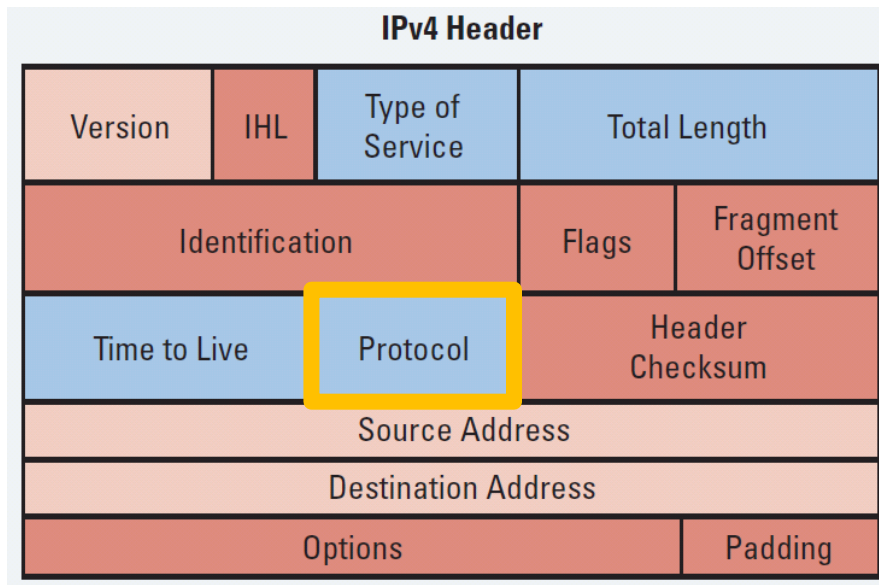 IPv4 Header
Version
IHL
Type of
Service
Total Length
Identification
Flags
Fragment
Offset
Time to Live
Protocol
Header
Checksum
Source Address
Destination Address
Options
Padding